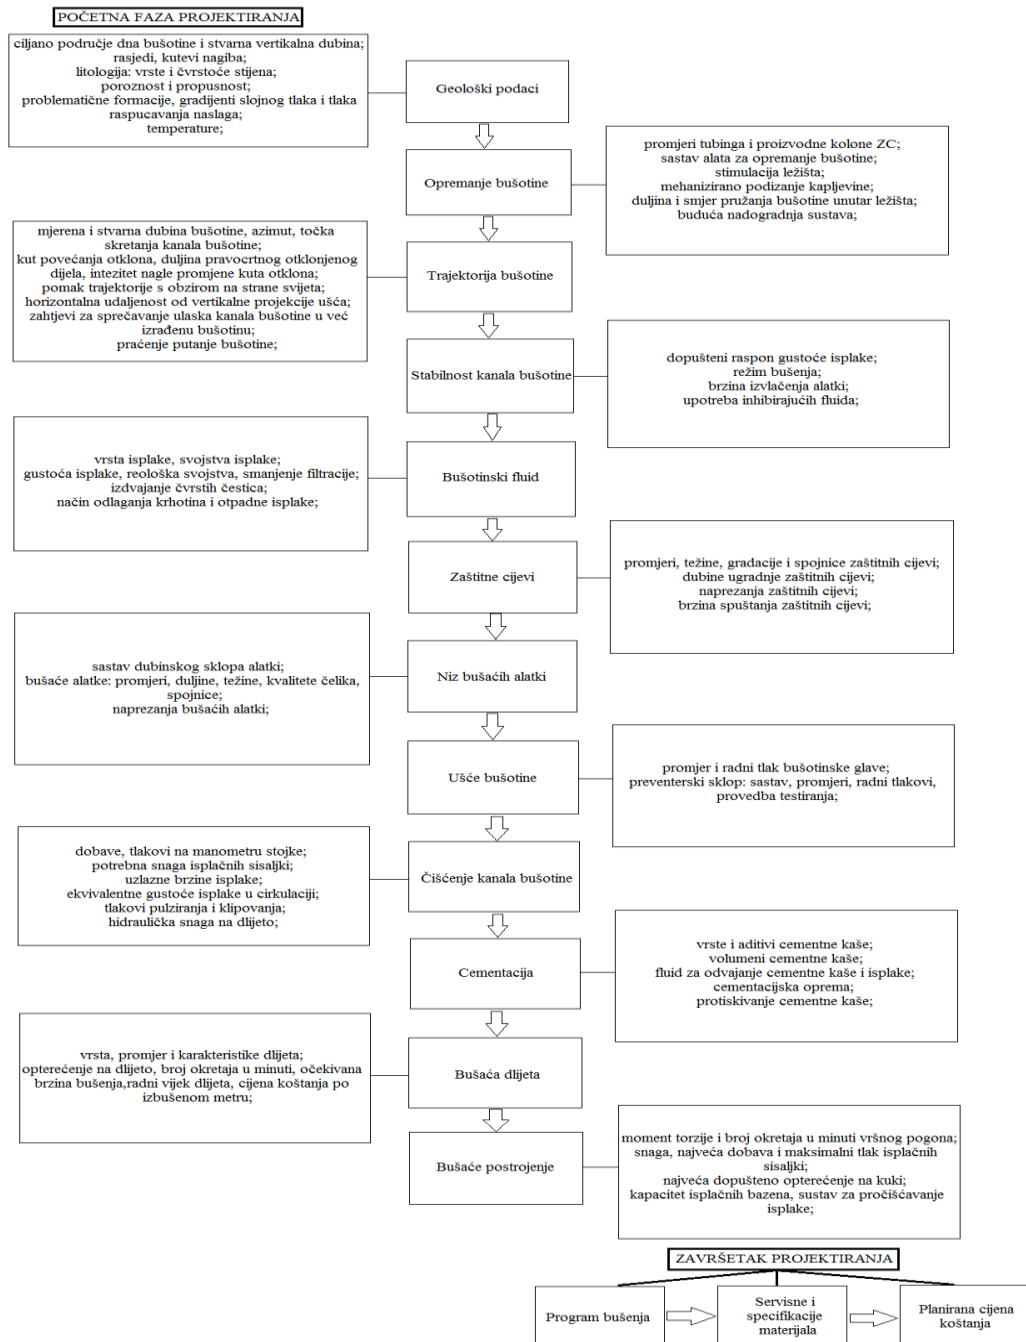 POČETNA FAZA PROJEKTIRANJA
ciljano područje dna bušotine i stvarna vertikalna dubina;
rasjedi, kutevi nagiba;
litologija: vrste i čvrstoće stijena;
poroznost i propusnost;
problematične formacije, gradijenti slojnog tlaka i tlaka
raspucavanja naslaga;
temperature;
Geološki podaci
Opremanje bušotine
promjeri tubinga i proizvodne kolone ZC;
sastav alata za opremanje bušotine;
stimulacija ležišta;
mehanizirano podizanje kapljevine;
duljina i smjer pružanja bušotine unutar ležišta;
buduća nadogradnja sustava;
mjerena i stvarna dubina bušotine, azimut, točka
skretanja kanala bušotine;
kut povećanja otklona, duljina pravocrtnog otklonjenog
dijela, intezitet nagle promjene kuta otklona;
pomak trajektorije s obzirom na strane svijeta;
horizontalna udaljenost od vertikalne projekcije ušća;
zahtjevi za sprečavanje ulaska kanala bušotine u već
izrađenu bušotinu;
praćenje putanje bušotine;
Trajektorija bušotine
Stabilnost kanala bušotine
dopušteni raspon gustoće isplake;
režim bušenja;
brzina izvlačenja alatki;
upotreba inhibirajućih fluida;
vrsta isplake, svojstva isplake;
gustoća isplake, reološka svojstva, smanjenje filtracije;
izdvajanje čvrstih čestica;
način odlaganja krhotina i otpadne isplake;
Bušotinski fluid
Zaštitne cijevi
promjeri, težine, gradacije i spojnice zaštitnih cijevi;
dubine ugradnje zaštitnih cijevi;
naprezanja zaštitnih cijevi;
brzina spuštanja zaštitnih cijevi;
sastav dubinskog sklopa alatki;
bušaće alatke: promjeri, duljine, težine, kvalitete čelika,
spojnice;
naprezanja bušaćih alatki;
Niz bušaćih alatki
Ušće bušotine
promjer i radni tlak bušotinske glave;
preventerski sklop: sastav, promjeri, radni tlakovi,
provedba testiranja;
dobave, tlakovi na manometru stojke;
potrebna snaga isplačnih sisaljki;
uzlazne brzine isplake;
ekvivalentne gustoće isplake u cirkulaciji;
tlakovi pulziranja i klipovanja;
hidraulička snaga na dlijeto;
Čišćenje kanala bušotine
Cementacija
vrste i aditivi cementne kaše;
volumeni cementne kaše;
fluid za odvajanje cementne kaše i isplake;
cementacijska oprema;
protiskivanje cementne kaše;
vrsta, promjer i karakteristike dlijeta;
opterećenje na dlijeto, broj okretaja u minuti, očekivana
brzina bušenja,radni vijek dlijeta, cijena koštanja po
izbušenom metru;
Bušaća dlijeta
Bušaće postrojenje
moment torzije i broj okretaja u minuti vršnog pogona;
snaga, najveća dobava i maksimalni tlak isplačnih
sisaljki;
najveća dopušteno opterećenje na kuki;
kapacitet isplačnih bazena, sustav za pročišćavanje
isplake;
ZAVRŠETAK PROJEKTIRANJA
Program bušenja
Servisne i
specifikacije
materijala
Planirana cijena
koštanja